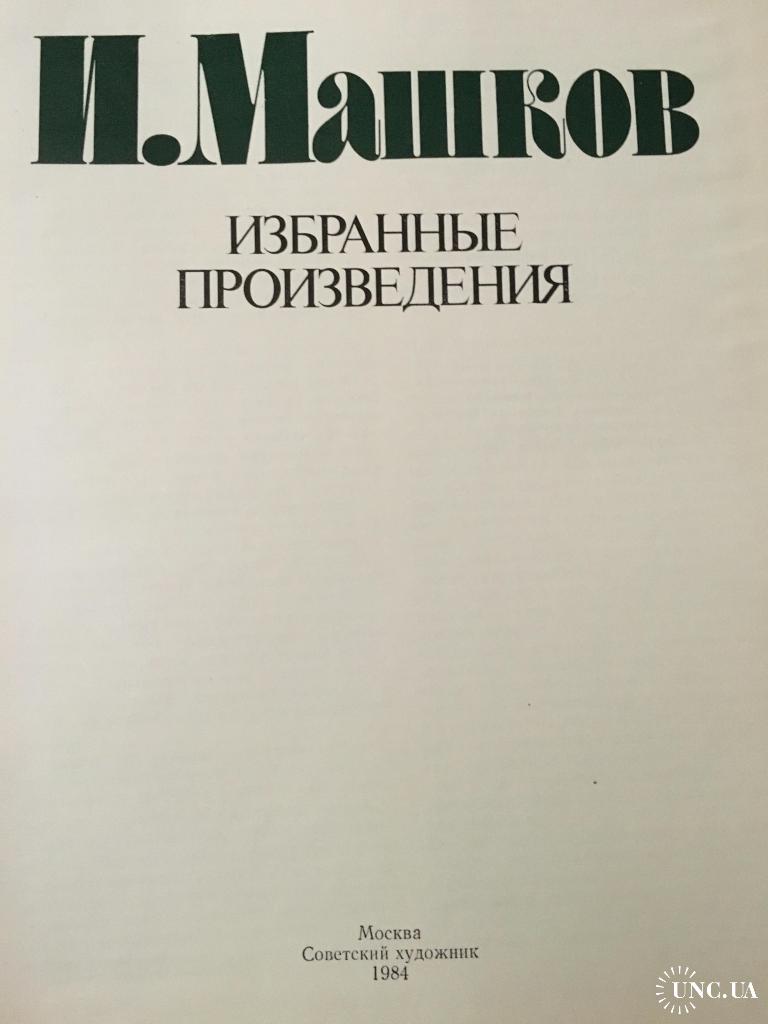 И.Машков
ИЗБРАННЫЕ
ПРОИЗВЕДЕНИЯ
Москва
Советский художник
1984
UNC.UA